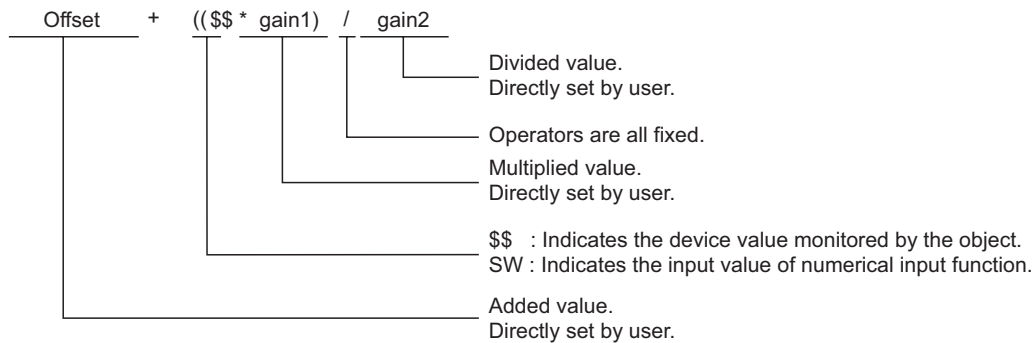 Offset + (($$ * gain1) / gain2
Divided value.
Directly set by user.
Operators are all fixed.
Multiplied value.
Directly set by user.
$$ : Indicates the device value monitored by the object.
SW : Indicates the input value of numerical input function.
Added value.
Directly set by user.